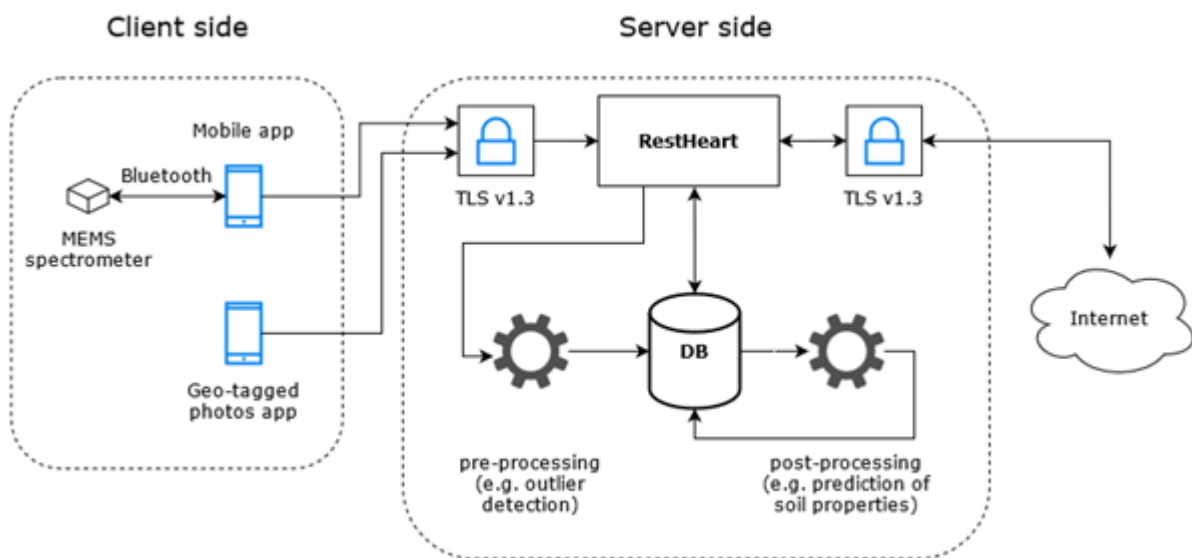 Client side
Server side
Mobile app
Bluetooth
MEMS
spectrometer
Geo-tagged
photos app
TLS v1.3
RestHeart
TLS v1.3
Internet
DB
pre-processing
(e.g. outlier
detection)
post-processing
(e.g. prediction of
soil properties)